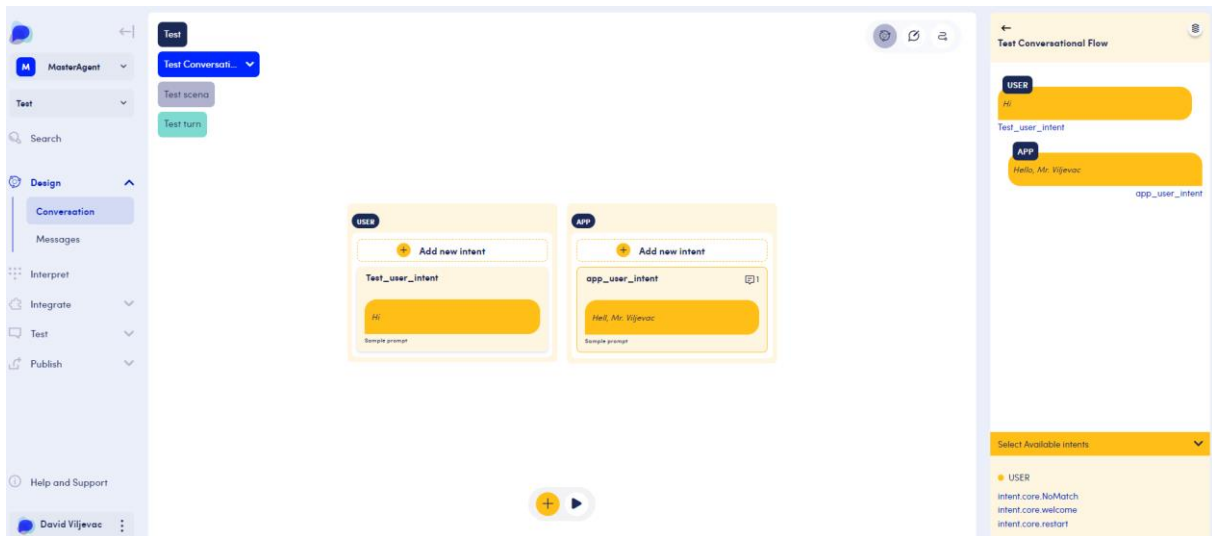 M MasterAgent
Test
Search
Design
Conversation
Messages
Interpret
Integrate
Test
Publish
Help and Support
David Viljevac
Test
Test Conversati...
Test scena
Test turn
USER
Add new intent
Test_user_intent
Hi
Sample prompt
APP
Add new intent
app_user_intent
1
Hell, Mr. Viljevac
Sample prompt
Test Conversational Flow
USER
Hi
Test_user_intent
APP
Hello, Mr. Viljevac
app_user_intent
Select Available intents
USER
intent.core.NoMatch
intent.core.welcome
intent.core.restart